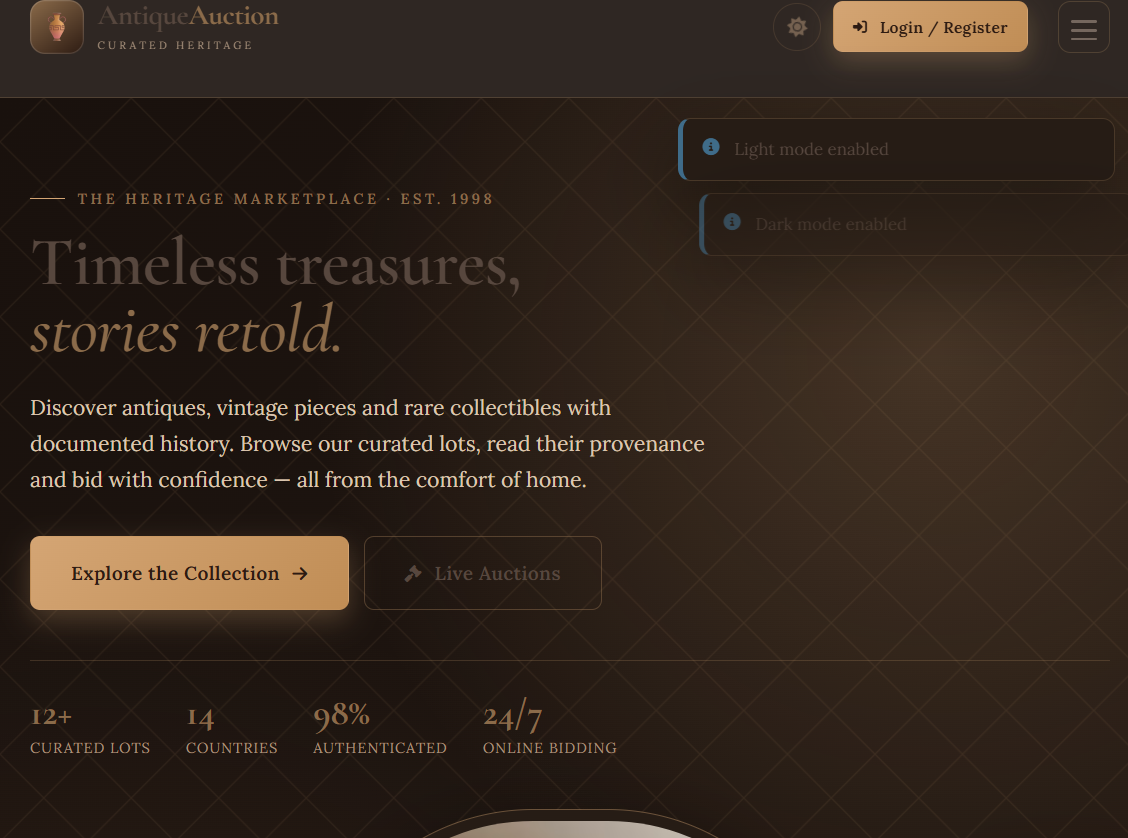 AntiqueAuction
CURATED HERITAGE
Login / Register
Light mode enabled
Dark mode enabled
THE HERITAGE MARKETPLACE · EST. 1998
Timeless treasures,
stories retold.
Discover antiques, vintage pieces and rare collectibles with
documented history. Browse our curated lots, read their provenance
and bid with confidence — all from the comfort of home.
Explore the Collection →
Live Auctions
12+
CURATED LOTS
14
COUNTRIES
98%
AUTHENTICATED
24/7
ONLINE BIDDING